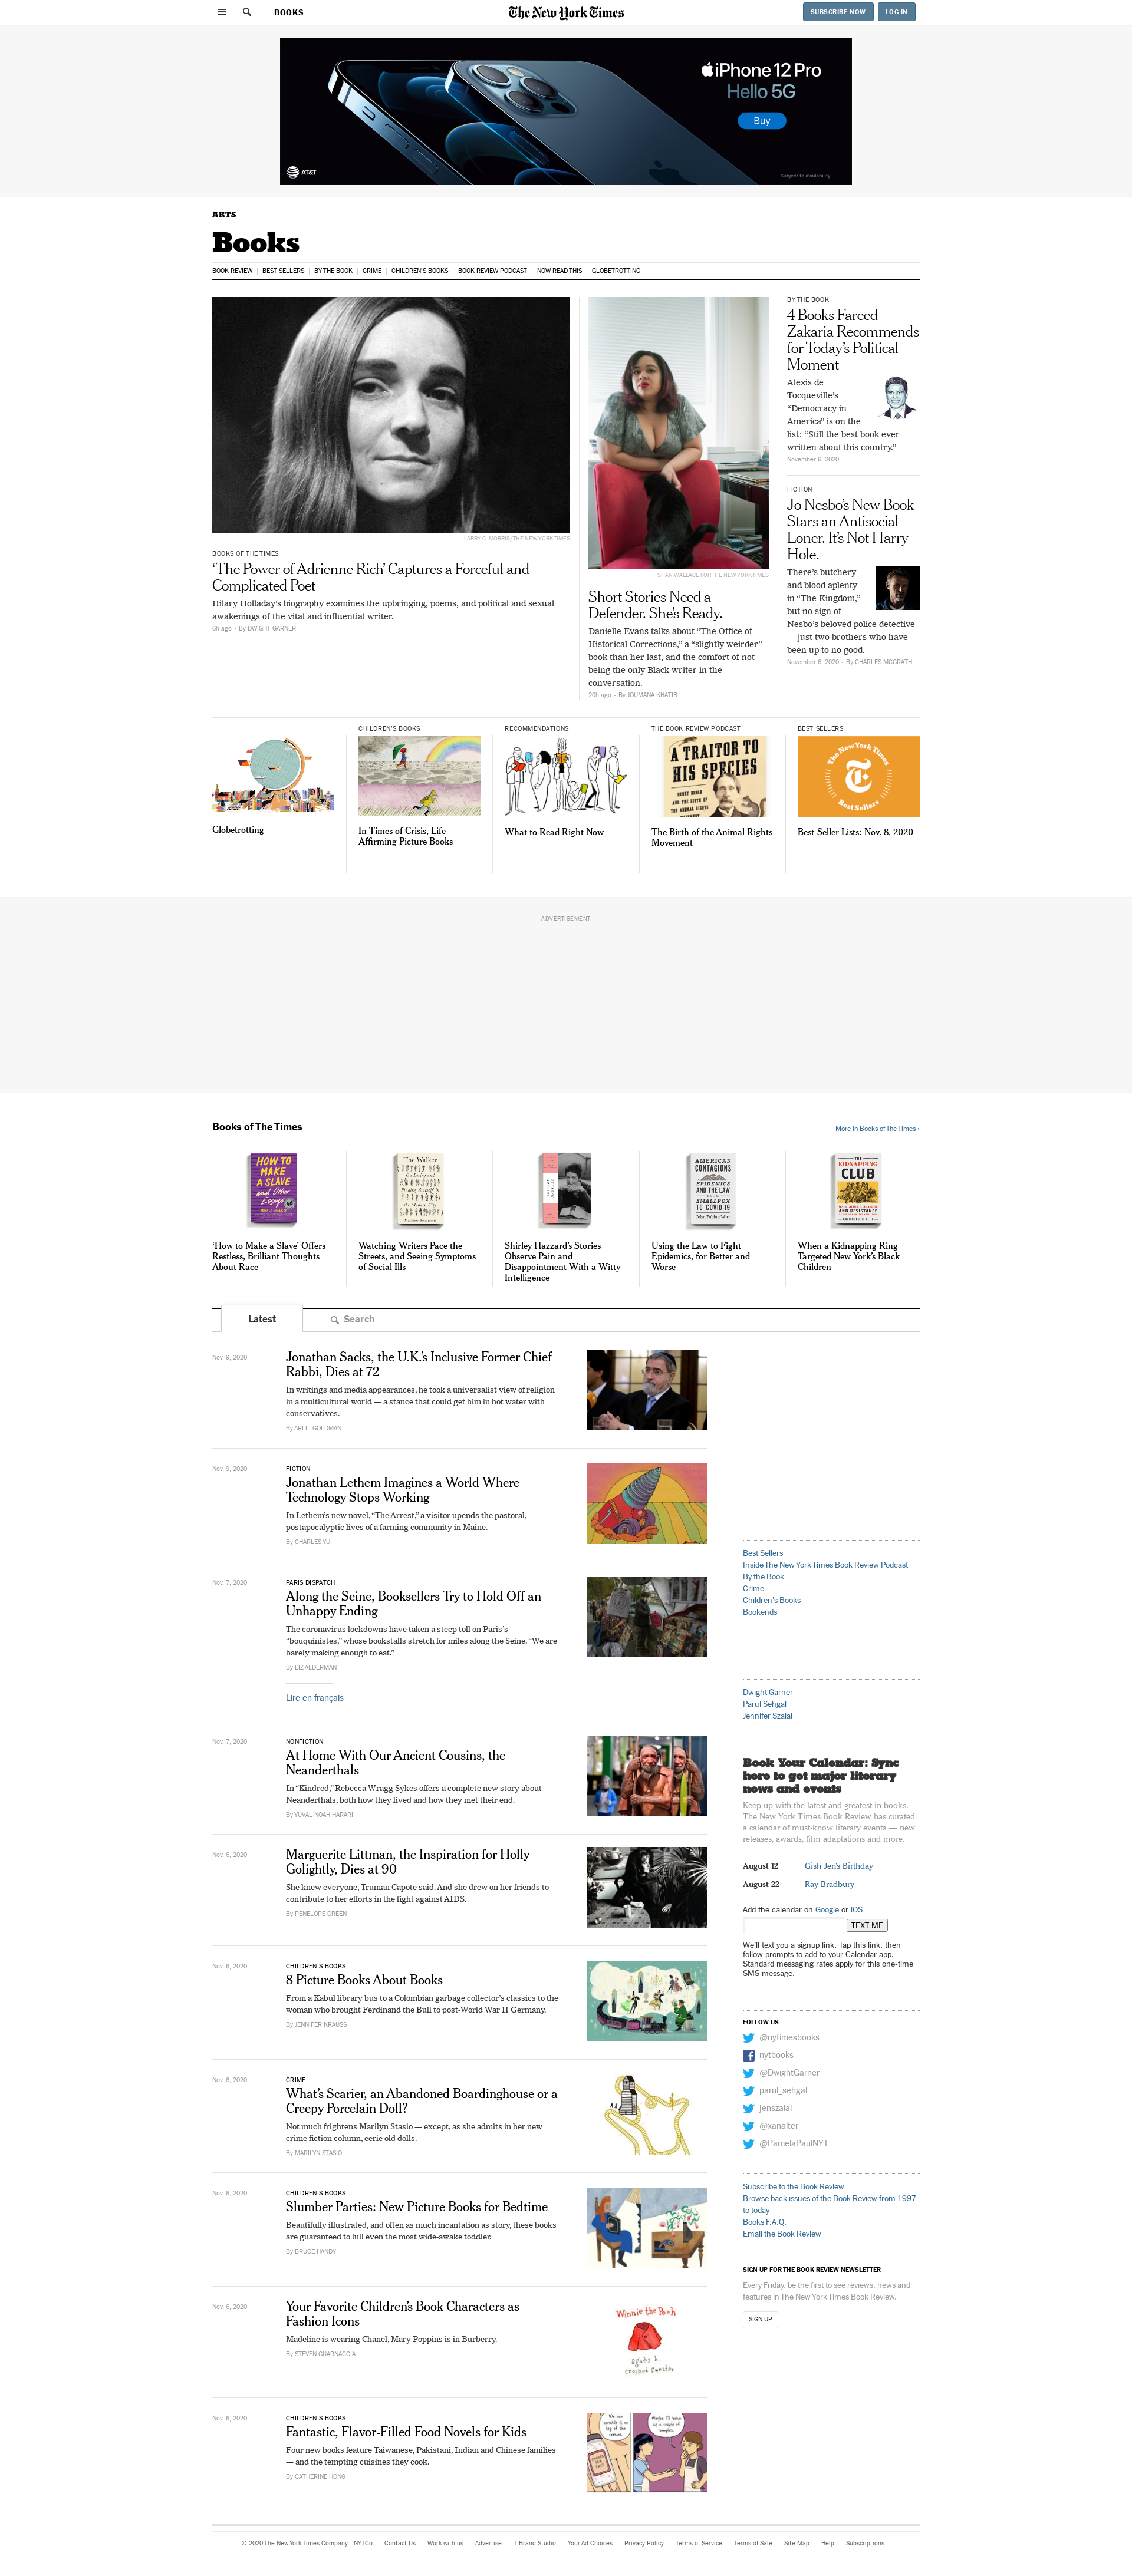 BOOKS
The New York Times
SUBSCRIBE NOW
LOG IN
iPhone 12 Pro
Hello 5G
Buy
AT&T
Subject to availability
ARTS
Books
BOOK REVIEW
BEST SELLERS
BY THE BOOK
CRIME
CHILDREN'S BOOKS
BOOK REVIEW PODCAST
NOW READ THIS
GLOBETROTTING
LARRY C. MORRIS/THE NEW YORK TIMES
BOOKS OF THE TIMES
‘The Power of Adrienne Rich’ Captures a Forceful and
Complicated Poet
Hilary Holladay’s biography examines the upbringing, poems, and political and sexual
awakenings of the vital and influential writer.
6h ago • By DWIGHT GARNER
SHAN WALLACE FOR THE NEW YORK TIMES
Short Stories Need a
Defender. She’s Ready.
Danielle Evans talks about “The Office of
Historical Corrections,” a “slightly weirder”
book than her last, and the comfort of not
being the only Black writer in the
conversation.
20h ago • By JOUMANA KHATIB
BY THE BOOK
4 Books Fareed
Zakaria Recommends
for Today’s Political
Moment
Alexis de
Tocqueville’s
“Democracy in
America” is on the
list: “Still the best book ever
written about this country.”
November 6, 2020
FICTION
Jo Nesbo’s New Book
Stars an Antisocial
Loner. It’s Not Harry
Hole.
There’s butchery
and blood aplenty
in “The Kingdom,”
but no sign of
Nesbo’s beloved police detective
— just two brothers who have
been up to no good.
November 6, 2020 • By CHARLES MCGRATH
Globetrotting
CHILDREN’S BOOKS
In Times of Crisis, Life-
Affirming Picture Books
RECOMMENDATIONS
What to Read Right Now
THE BOOK REVIEW PODCAST
A TRAITOR TO
HIS SPECIES
HENRY BERGH
AND THE BIRTH OF
THE ANIMAL RIGHTS
MOVEMENT
The Birth of the Animal Rights
Movement
BEST SELLERS
The New York Times
Best Sellers
Best-Seller Lists: Nov. 8, 2020
ADVERTISEMENT
Books of The Times
More in Books of The Times ›
HOW TO
MAKE
A SLAVE
and Other
Essays
‘How to Make a Slave’ Offers
Restless, Brilliant Thoughts
About Race
The Walker
On Losing and
Finding Yourself in
the Modern City
Matthew Beaumont
Watching Writers Pace the
Streets, and Seeing Symptoms
of Social Ills
Shirley Hazzard’s Stories
Observe Pain and
Disappointment With a Witty
Intelligence
AMERICAN
CONTAGIONS
EPIDEMICS
AND THE LAW
FROM
SMALLPOX
TO COVID-19
John Fabian Witt
Using the Law to Fight
Epidemics, for Better and
Worse
THE
KIDNAPPING
CLUB
WALL STREET, SLAVERY,
AND RESISTANCE
When a Kidnapping Ring
Targeted New York’s Black
Children
Latest
Search
Nov. 9, 2020
Jonathan Sacks, the U.K.’s Inclusive Former Chief
Rabbi, Dies at 72
In writings and media appearances, he took a universalist view of religion
in a multicultural world — a stance that could get him in hot water with
conservatives.
By ARI L. GOLDMAN
Nov. 9, 2020
FICTION
Jonathan Lethem Imagines a World Where
Technology Stops Working
In Lethem’s new novel, “The Arrest,” a visitor upends the pastoral,
postapocalyptic lives of a farming community in Maine.
By CHARLES YU
Nov. 7, 2020
PARIS DISPATCH
Along the Seine, Booksellers Try to Hold Off an
Unhappy Ending
The coronavirus lockdowns have taken a steep toll on Paris’s
“bouquinistes,” whose bookstalls stretch for miles along the Seine. “We are
barely making enough to eat.”
By LIZ ALDERMAN
Lire en français
Nov. 7, 2020
NONFICTION
At Home With Our Ancient Cousins, the
Neanderthals
In “Kindred,” Rebecca Wragg Sykes offers a complete new story about
Neanderthals, both how they lived and how they met their end.
By YUVAL NOAH HARARI
Nov. 6, 2020
Marguerite Littman, the Inspiration for Holly
Golightly, Dies at 90
She knew everyone, Truman Capote said. And she drew on her friends to
contribute to her efforts in the fight against AIDS.
By PENELOPE GREEN
Nov. 6, 2020
CHILDREN’S BOOKS
8 Picture Books About Books
From a Kabul library bus to a Colombian garbage collector’s classics to the
woman who brought Ferdinand the Bull to post-World War II Germany.
By JENNIFER KRAUSS
Nov. 6, 2020
CRIME
What’s Scarier, an Abandoned Boardinghouse or a
Creepy Porcelain Doll?
Not much frightens Marilyn Stasio — except, as she admits in her new
crime fiction column, eerie old dolls.
By MARILYN STASIO
Nov. 6, 2020
CHILDREN’S BOOKS
Slumber Parties: New Picture Books for Bedtime
Beautifully illustrated, and often as much incantation as story, these books
are guaranteed to lull even the most wide-awake toddler.
By BRUCE HANDY
Nov. 6, 2020
Your Favorite Children’s Book Characters as
Fashion Icons
Madeline is wearing Chanel, Mary Poppins is in Burberry.
By STEVEN GUARNACCIA
Winnie the Pooh
agnès b.
cropped sweater
Nov. 6, 2020
CHILDREN’S BOOKS
Fantastic, Flavor-Filled Food Novels for Kids
Four new books feature Taiwanese, Pakistani, Indian and Chinese families
— and the tempting cuisines they cook.
By CATHERINE HONG
Best Sellers
Inside The New York Times Book Review Podcast
By the Book
Crime
Children’s Books
Bookends
Dwight Garner
Parul Sehgal
Jennifer Szalai
Book Your Calendar: Sync
here to get major literary
news and events
Keep up with the latest and greatest in books.
The New York Times Book Review has curated
a calendar of must-know literary events — new
releases, awards, film adaptations and more.
August 12 Gish Jen’s Birthday
August 22 Ray Bradbury
Add the calendar on Google or iOS
TEXT ME
We’ll text you a signup link. Tap this link, then
follow prompts to add to your Calendar app.
Standard messaging rates apply for this one-time
SMS message.
FOLLOW US
@nytimesbooks
nytbooks
@DwightGarner
parul_sehgal
jenszalai
@xanalter
@PamelaPaulNYT
Subscribe to the Book Review
Browse back issues of the Book Review from 1997
to today
Books F.A.Q.
Email the Book Review
SIGN UP FOR THE BOOK REVIEW NEWSLETTER
Every Friday, be the first to see reviews, news and
features in The New York Times Book Review.
SIGN UP
© 2020 The New York Times Company
NYTCo
Contact Us
Work with us
Advertise
T Brand Studio
Your Ad Choices
Privacy Policy
Terms of Service
Terms of Sale
Site Map
Help
Subscriptions